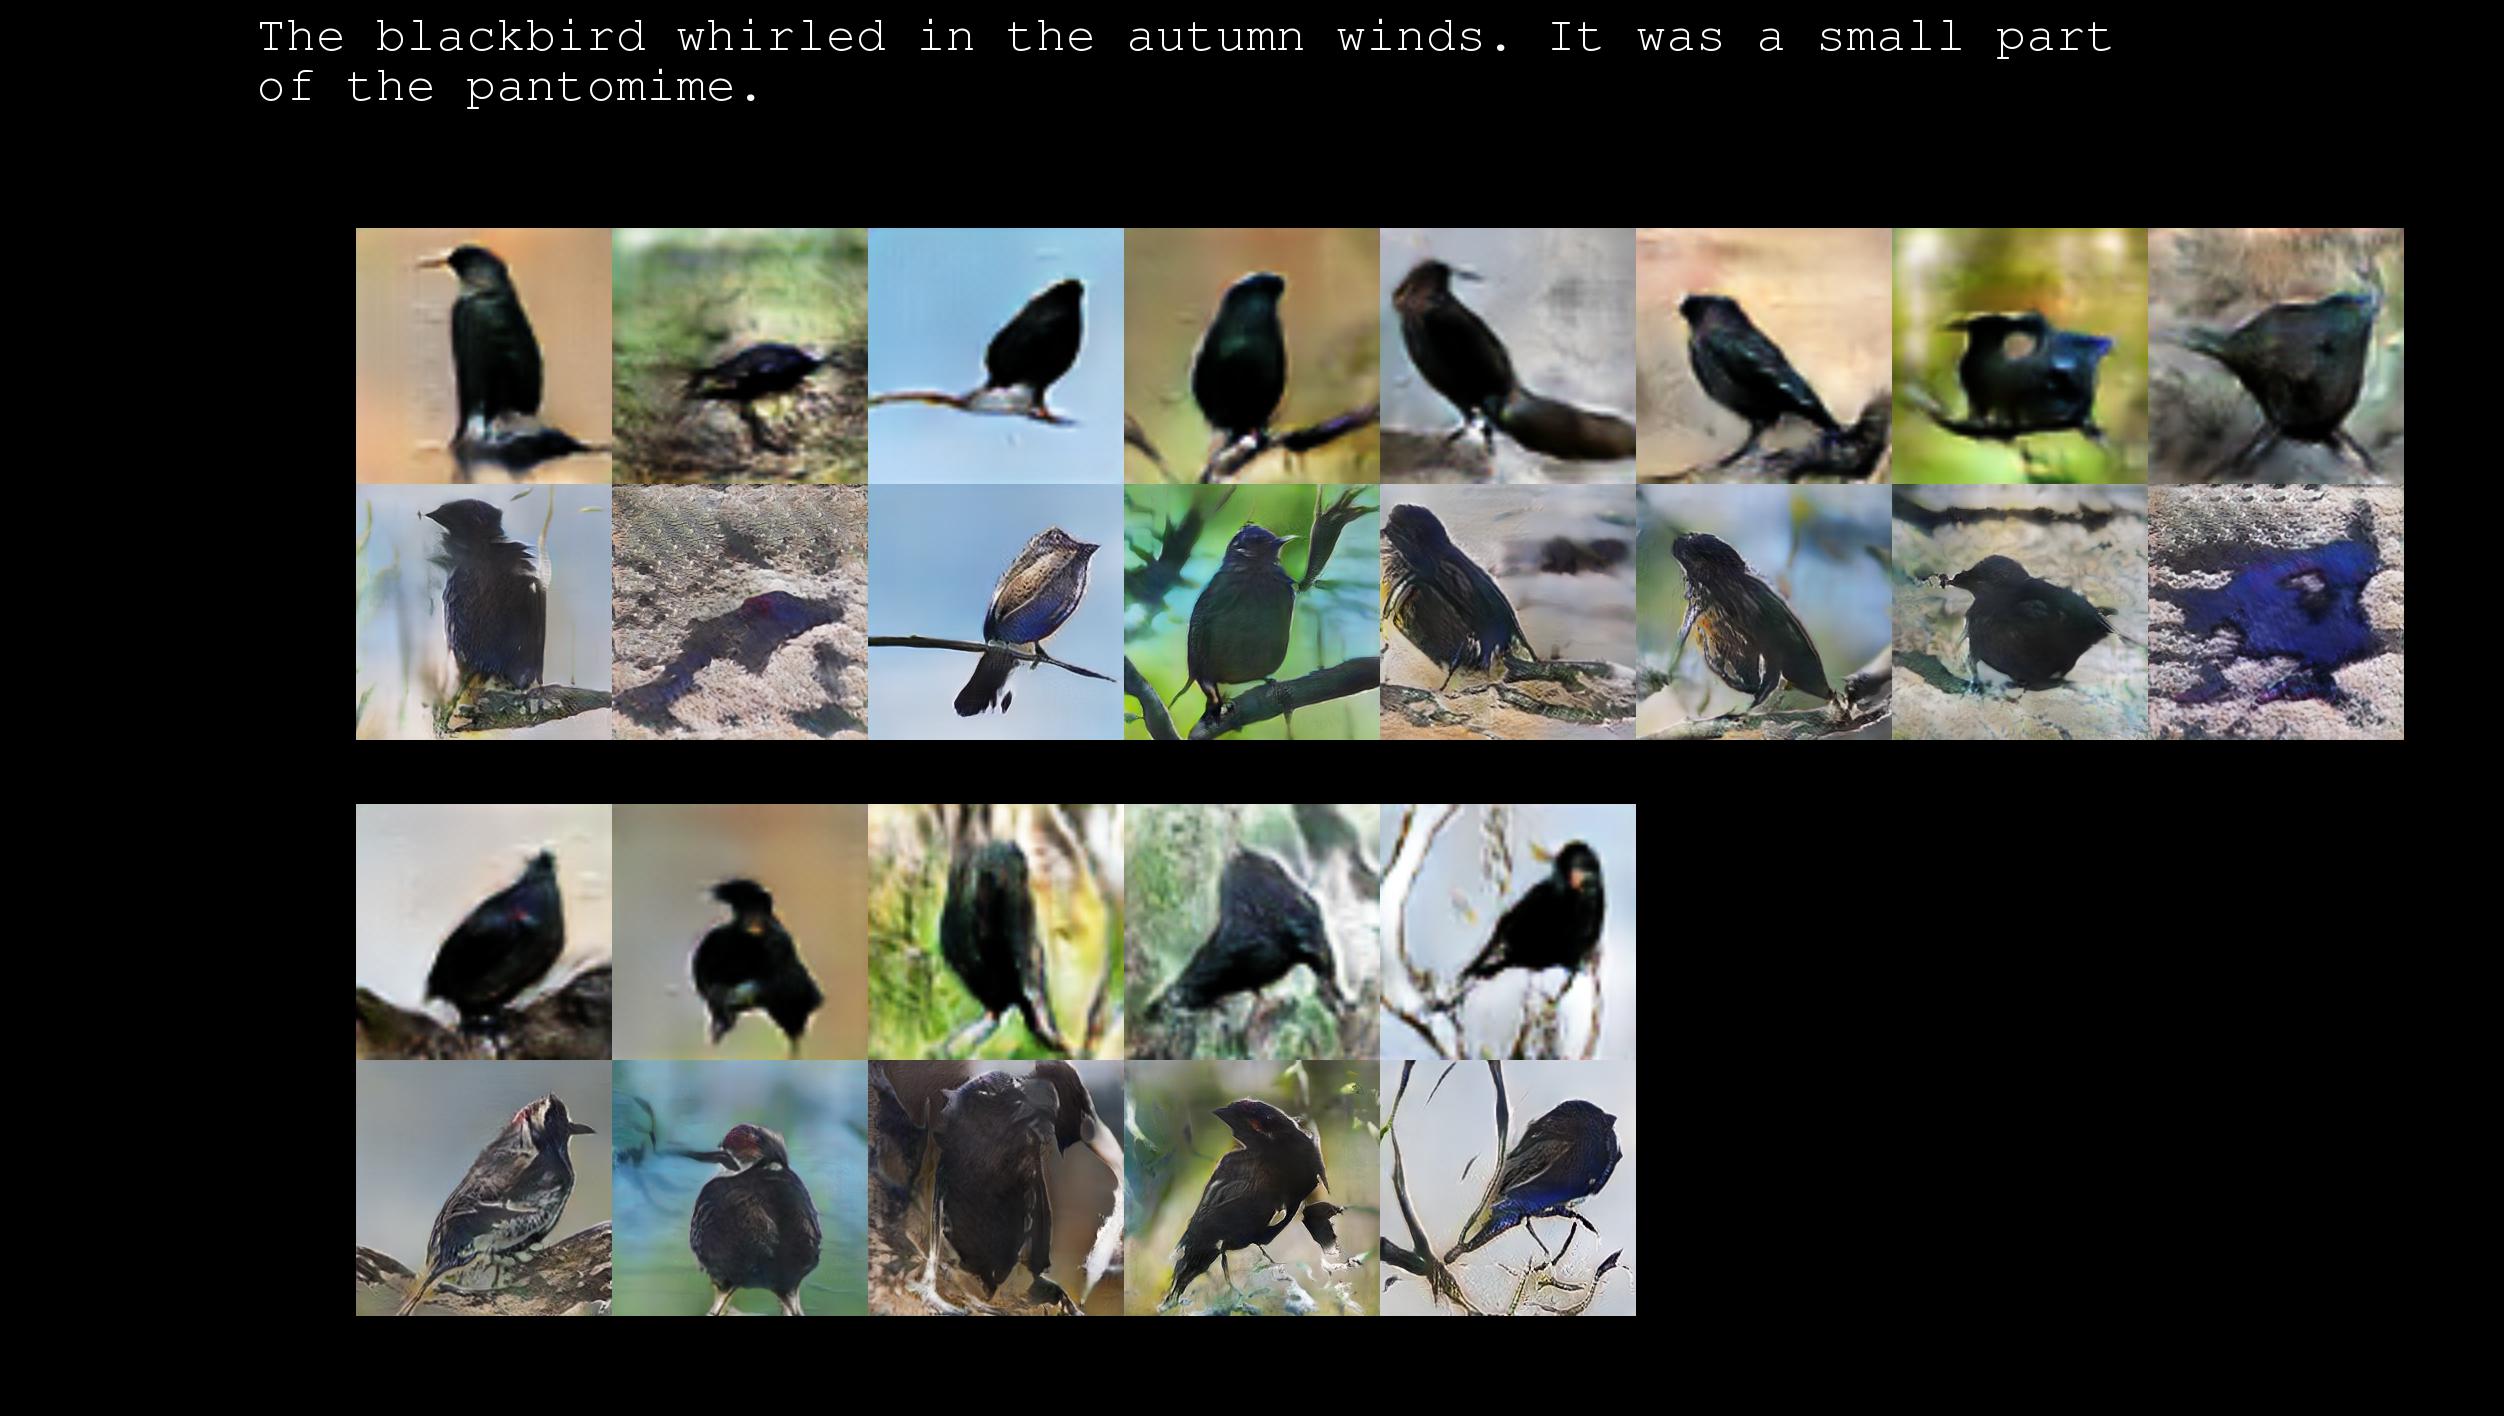 The blackbird whirled in the autumn winds. It was a small part
of the pantomime.